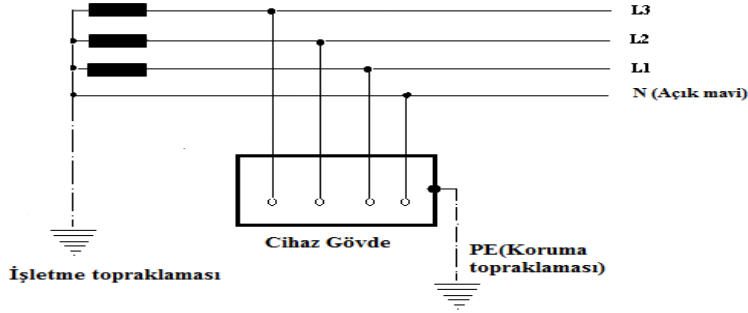 L3
L2
L1
N (Açık mavi)
Cihaz Gövde
PE(Koruma
topraklaması)
İşletme topraklaması